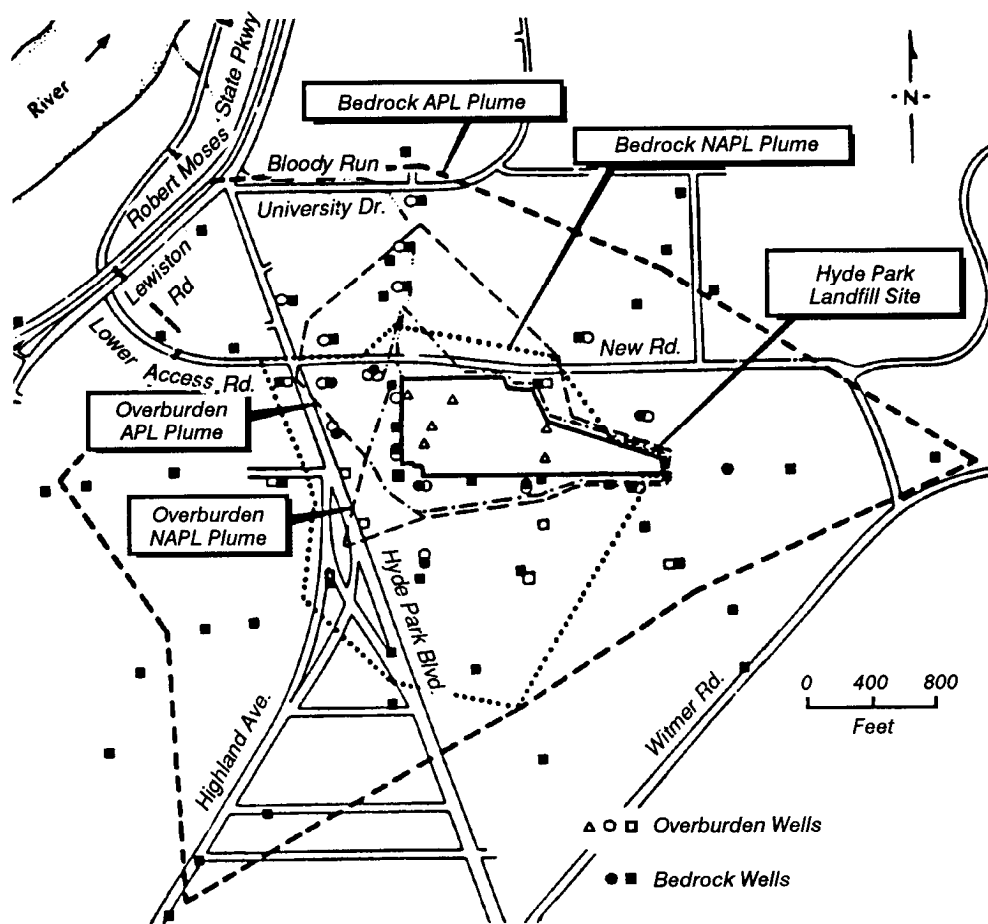 River
Robert Moses State Pkwy
-N-
Bedrock APL Plume
Bedrock NAPL Plume
Bloody Run
University Dr.
Lewiston
Rd
Hyde Park
Landfill Site
Lower
Access Rd.
New Rd.
Overburden
APL Plume
Overburden
NAPL Plume
Hyde Park Blvd.
Highland Ave.
Witmer Rd.
0 400 800
Feet
Overburden Wells
Bedrock Wells